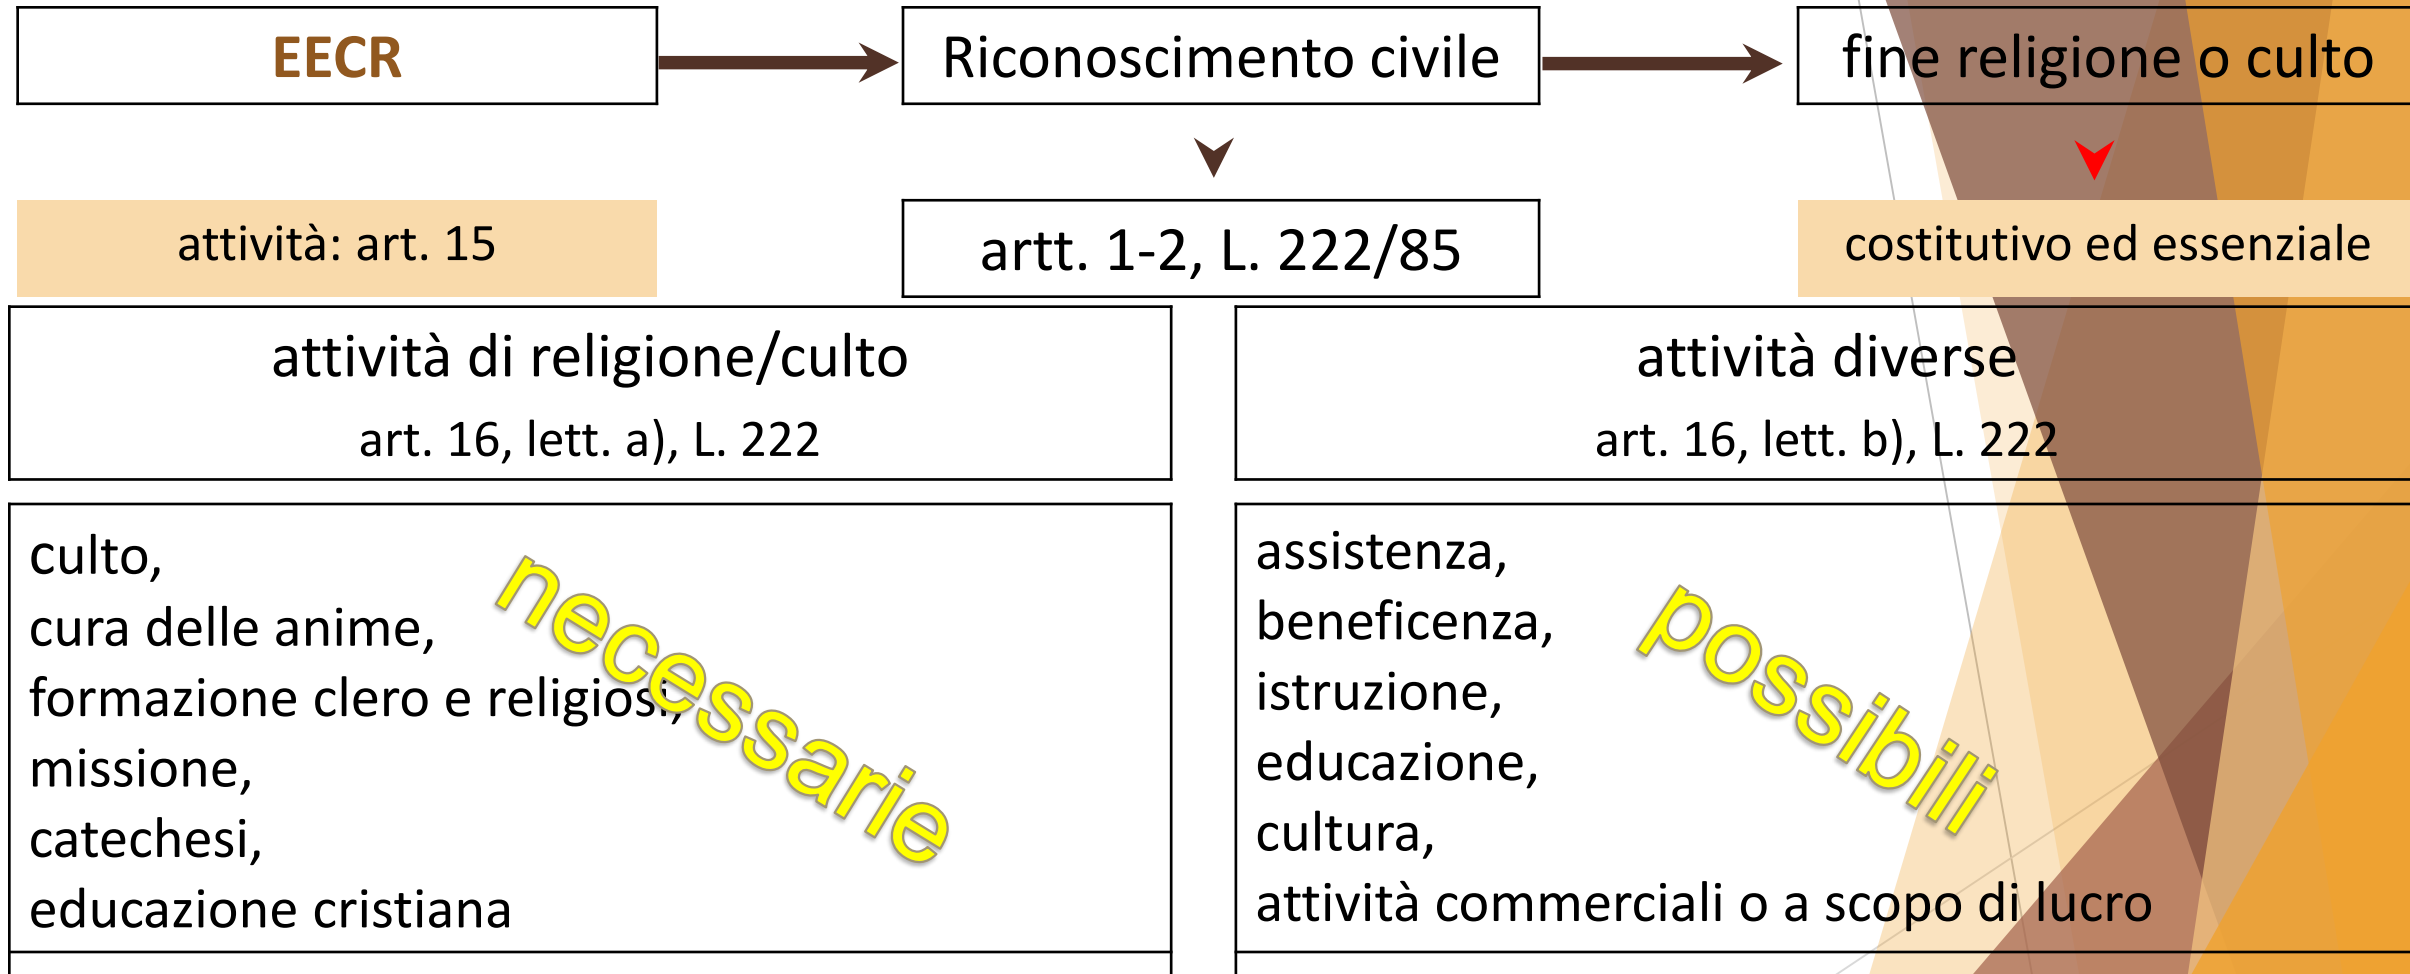 EECR
Riconoscimento civile
fine religione o culto
attività: art. 15
artt. 1-2, L. 222/85
costitutivo ed essenziale
attività di religione/culto
art. 16, lett. a), L. 222
attività diverse
art. 16, lett. b), L. 222
culto,
cura delle anime,
formazione clero e religiosi,
missione,
catechesi,
educazione cristiana
necessarie
assistenza,
beneficenza,
istruzione,
educazione,
cultura,
attività commerciali o a scopo di lucro
possibili